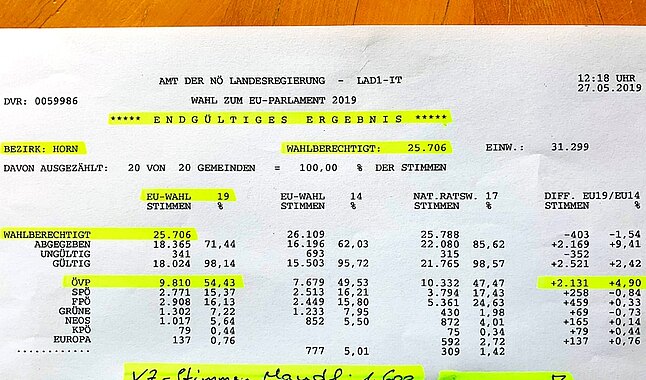 AMT DER NÖ LANDESREGIERUNG - LAD1-IT 12:18 UHR
27.05.2019
DVR: 0059986 WAHL ZUM EU-PARLAMENT 2019
***** ENDGÜLTIGES ERGEBNIS *****
BEZIRK: HORN WAHLBERECHTIGT: 25.706 EINW.: 31.299
DAVON AUSGEZÄHLT: 20 VON 20 GEMEINDEN = 100,00 % DER STIMMEN
EU-WAHL 19 EU-WAHL 14 NAT.RATSW. 17 DIFF. EU19/EU14
STIMMEN % STIMMEN % STIMMEN % STIMMEN %
WAHLBERECHTIGT 25.706 26.109 25.788 -403 -1,54
ABGEGEBEN 18.365 71,44 16.196 62,03 22.080 85,62 +2.169 +9,41
UNGÜLTIG 341 693 315 -352
GÜLTIG 18.024 98,14 15.503 95,72 21.765 98,57 +2.521 +2,42
ÖVP 9.810 54,43 7.679 49,53 10.332 47,47 +2.131 +4,90
SPÖ 2.771 15,37 2.513 16,21 3.794 17,43 +258 -0,84
FPÖ 2.908 16,13 2.449 15,80 5.361 24,63 +459 +0,33
GRÜNE 1.302 7,22 1.233 7,95 430 1,98 +69 -0,73
NEOS 1.017 5,64 852 5,50 872 4,01 +165 +0,14
KPÖ 79 0,44 75 0,34 +79 +0,44
EUROPA 137 0,76 592 2,72 +137 +0,76
............ 777 5,01 309 1,42
VZ-Stimmen